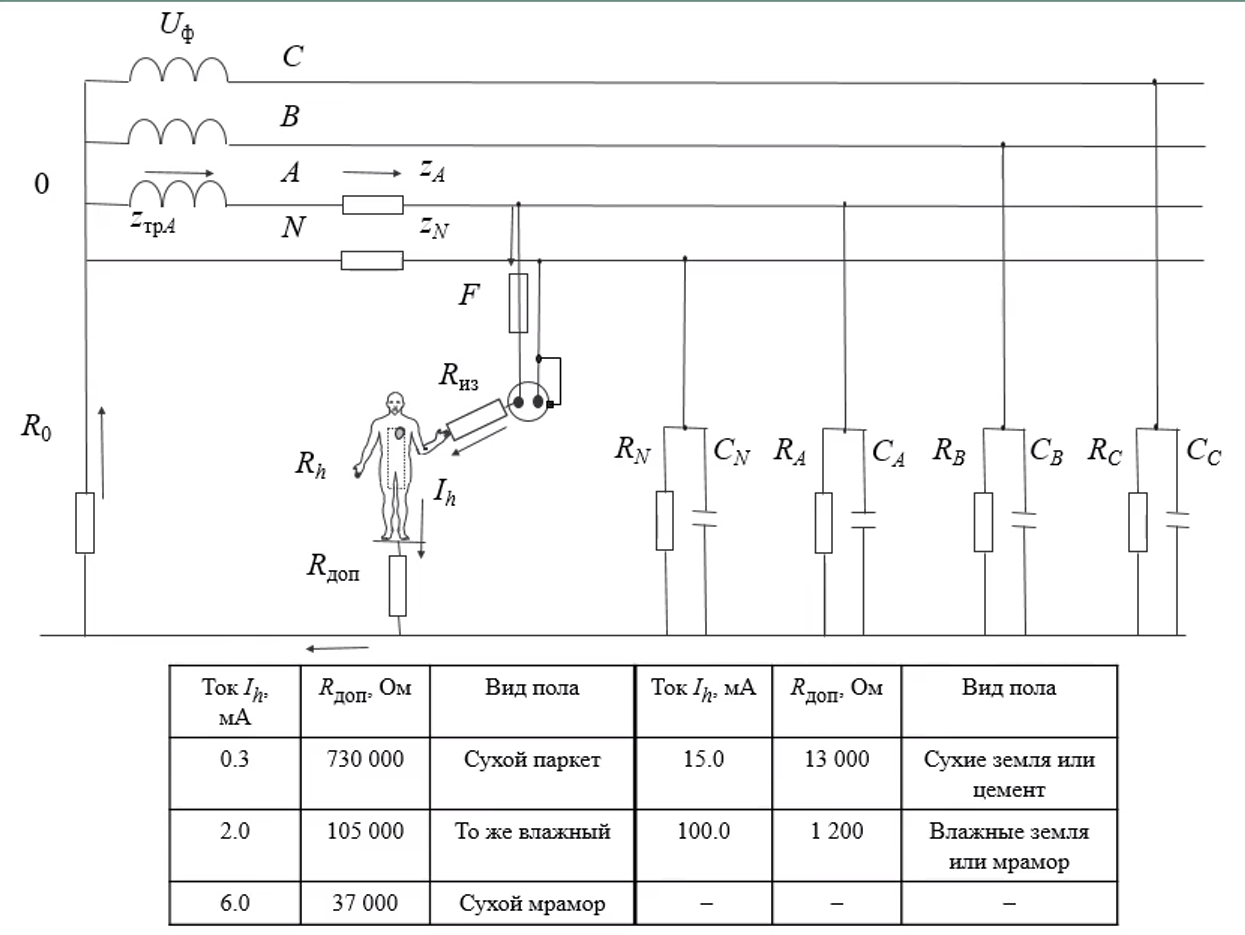 Uф
C
B
0
A
zA
zтрA
N
zN
F
Rиз
R0
Rh
Ih
RN
CN
RA
CA
RB
CB
RC
CC
Rдоп
Ток Ih, мА
Rдоп, Ом
Вид пола
Ток Ih, мА
Rдоп, Ом
Вид пола
0.3
730 000
Сухой паркет
15.0
13 000
Сухие земля или
цемент
2.0
105 000
То же влажный
100.0
1 200
Влажные земля
или мрамор
6.0
37 000
Сухой мрамор
–
–
–